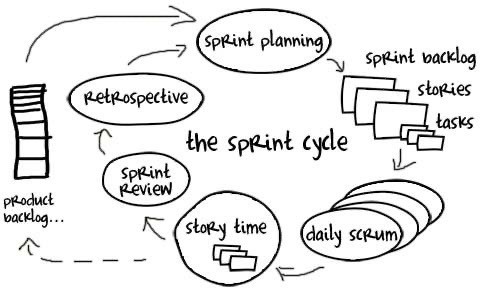 sprint planning
sprint backlog
stories
tasks
retrospective
the sprint cycle
sprint
review
product
backlog...
story time
daily scrum